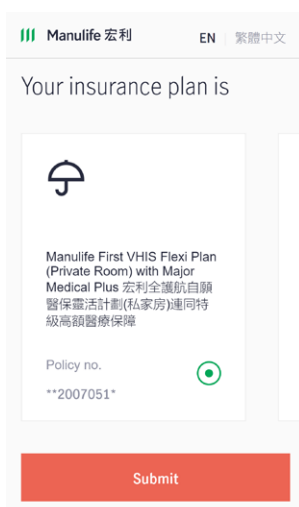 Manulife 宏利
EN 繁體中文
Your insurance plan is
Manulife First VHIS Flexi Plan
(Private Room) with Major
Medical Plus 宏利全護航自願
醫保靈活計劃(私家房)連同特
級高額醫療保障
Policy no.
**2007051*
Submit